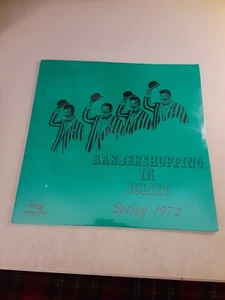 BARBERSHOPPING
IN
JOLIET
Spring 1972